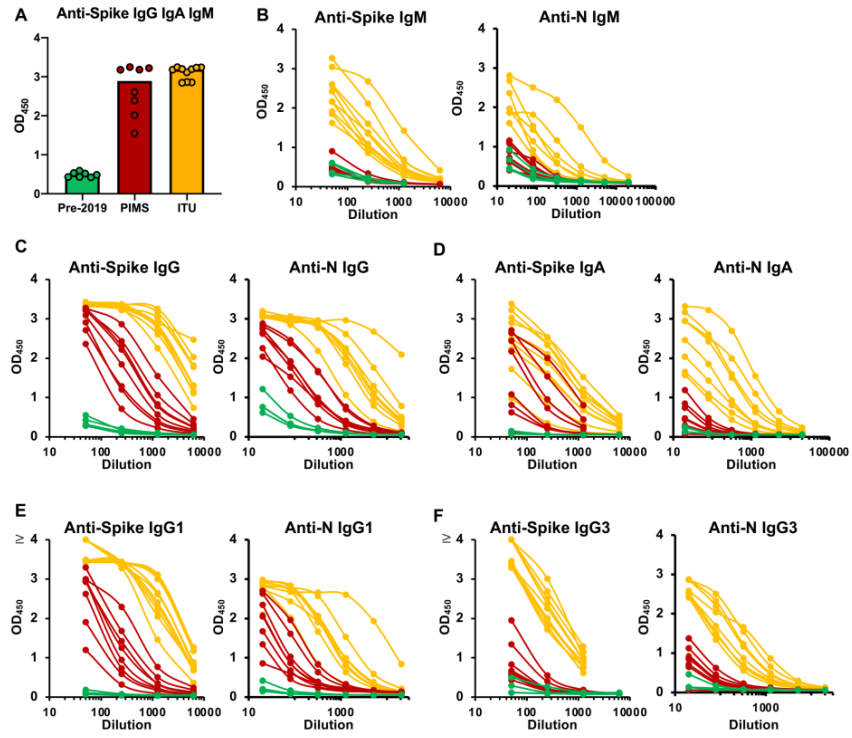 A
Anti-Spike IgG IgA IgM
OD450
4
3
2
1
0
Pre-2019 PIMS ITU
B
Anti-Spike IgM
OD450
4
3
2
1
0
10 100 1000 10000
Dilution
Anti-N IgM
OD450
4
3
2
1
0
10 100 1000 10000 100000
Dilution
C
Anti-Spike IgG
OD450
4
3
2
1
0
10 100 1000 10000
Dilution
Anti-N IgG
4
3
2
1
0
10 1000
Dilution
D
Anti-Spike IgA
OD450
4
3
2
1
0
10 100 1000 10000
Dilution
Anti-N IgA
OD450
4
3
2
1
0
10 1000 100000
Dilution
E
Anti-Spike IgG1
OD450
≥ 4
3
2
1
0
10 100 1000 10000
Dilution
Anti-N IgG1
OD450
4
3
2
1
0
10 1000
Dilution
F
Anti-Spike IgG3
OD450
≥ 4
3
2
1
0
10 100 1000 10000
Dilution
Anti-N IgG3
OD450
4
3
2
1
0
10 1000
Dilution